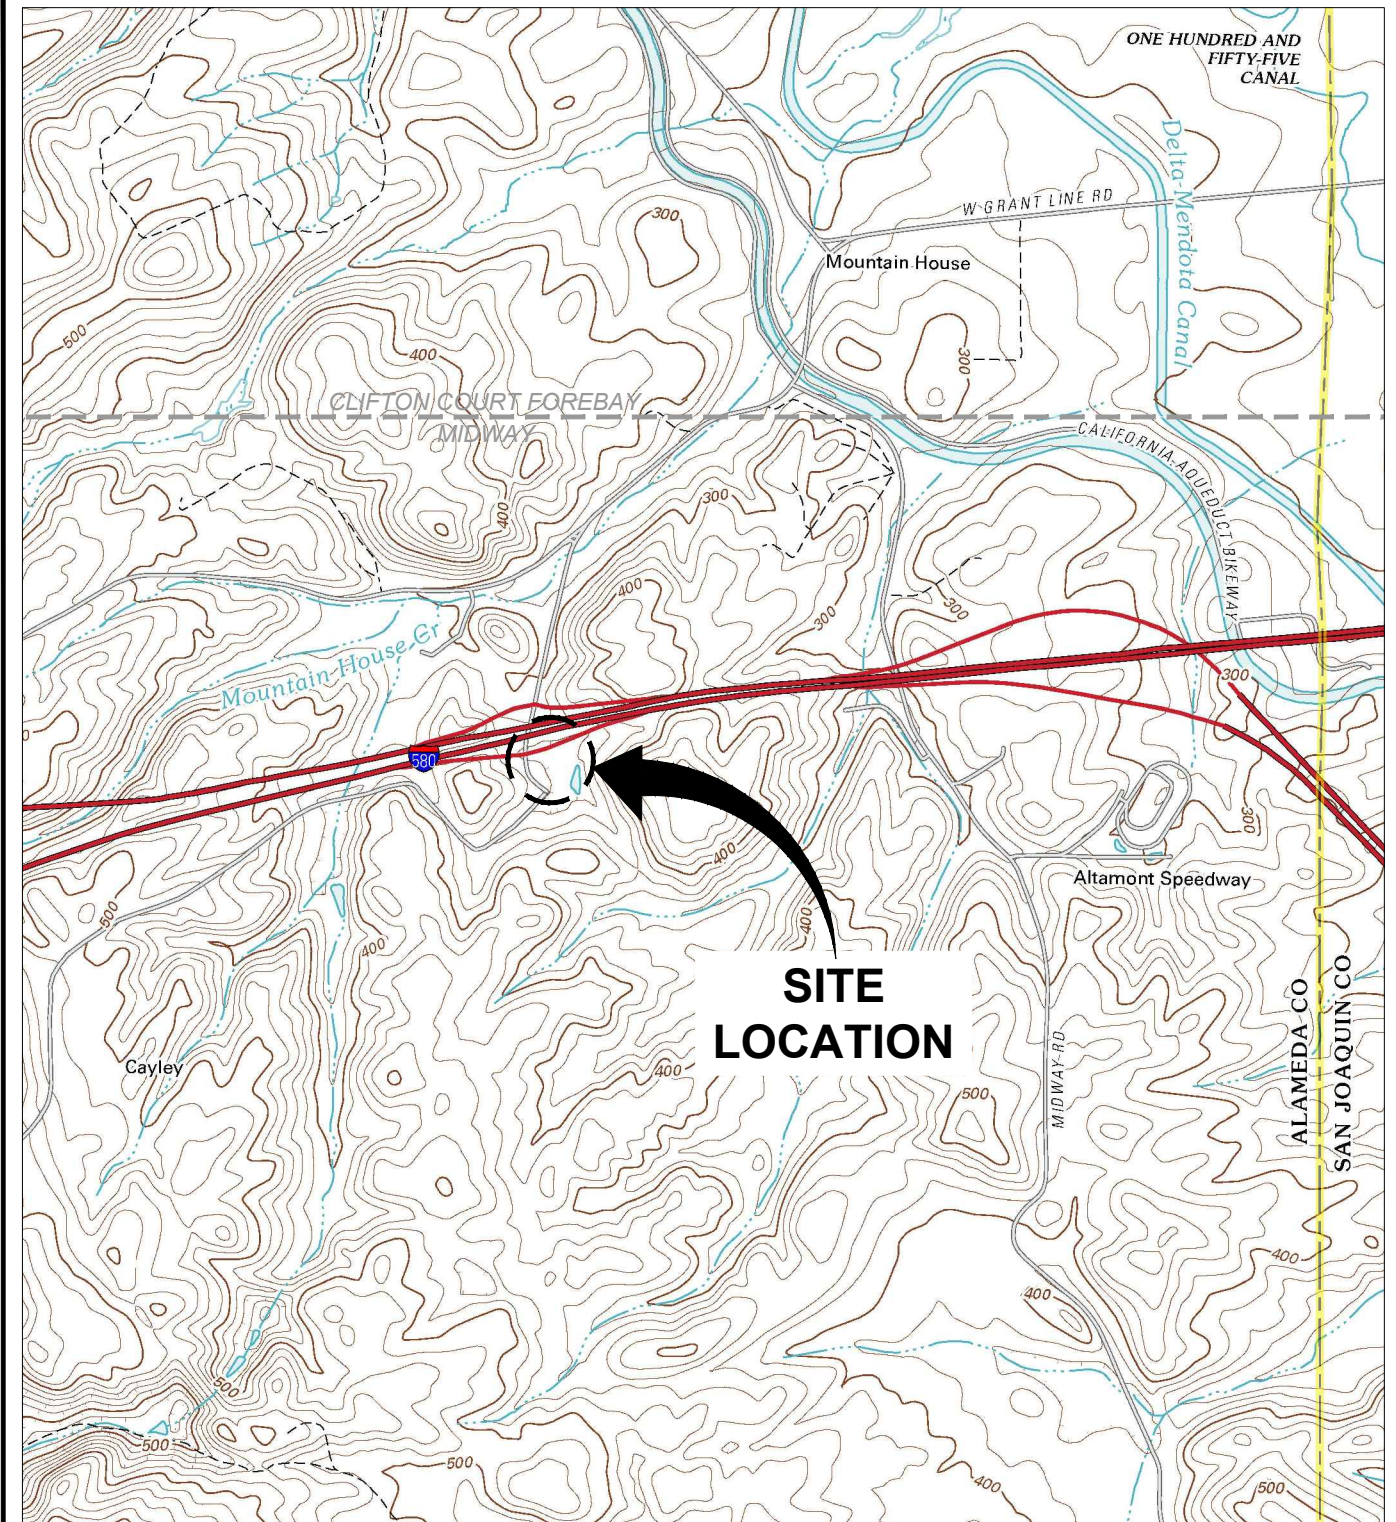 ONE HUNDRED AND
FIFTY-FIVE
CANAL
Delta-Mendota Canal
W GRANT LINE RD
300
Mountain House
500
400
300
CLIFTON COURT FOREBAY
MIDWAY
CALIFORNIA AQUEDUCT BIKEWAY
300
400
400
300
300
Mountain House Cr
300
580
300
400
Altamont Speedway
500
400
400
SITE
LOCATION
ALAMEDA CO
SAN JOAQUIN CO
MIDWAY RD
Cayley
400
500
400
400
500
500
500
400
500